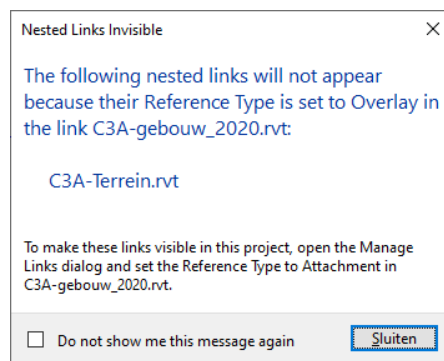 Nested Links Invisible
The following nested links will not appear
because their Reference Type is set to Overlay in
the link C3A-gebouw_2020.rvt:
C3A-Terrein.rvt
To make these links visible in this project, open the Manage
Links dialog and set the Reference Type to Attachment in
C3A-gebouw_2020.rvt.
Do not show me this message again
Sluiten